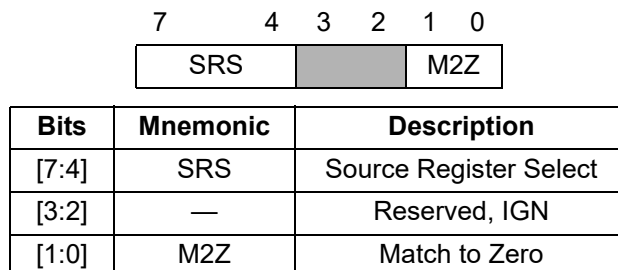 7 4 3 2 1 0
SRS M2Z
Bits Mnemonic Description
[7:4] SRS Source Register Select
[3:2] — Reserved, IGN
[1:0] M2Z Match to Zero